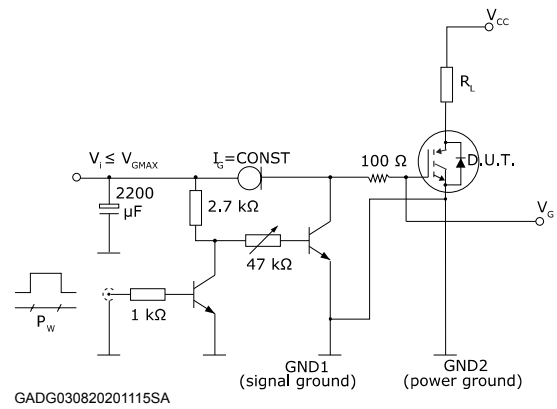 V_CC
R_L
V_i ≤ V_GMAX
I_G=CONST
100 Ω
D.U.T.
2200
µF
2.7 kΩ
V_G
47 kΩ
P_W
1 kΩ
GND1
(signal ground)
GND2
(power ground)
GADG030820201115SA